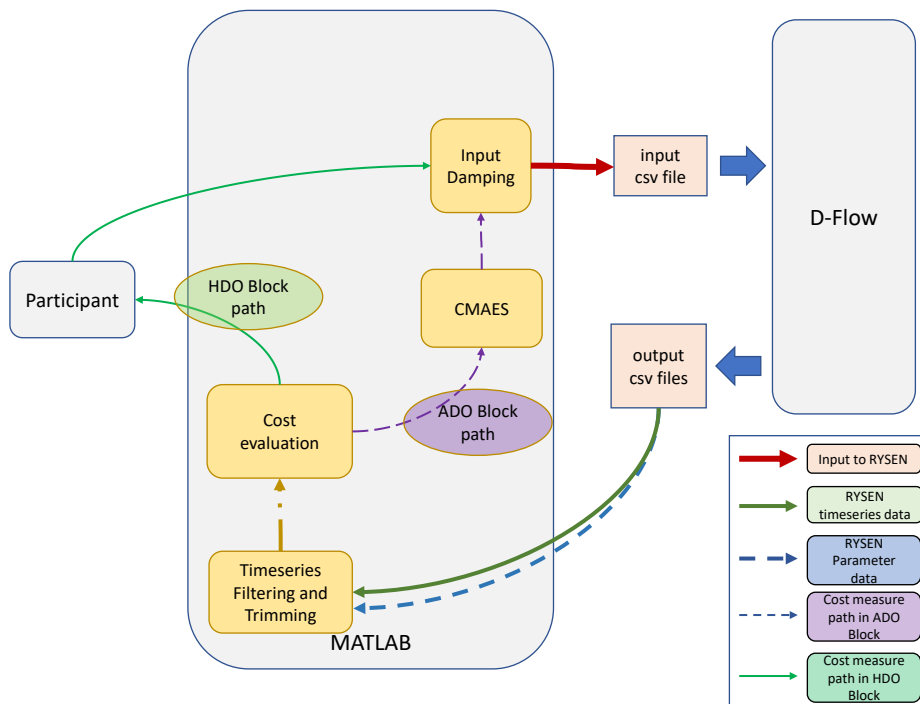 Input
Damping
input
csv file
D-Flow
Participant
HDO Block
path
CMAES
output
csv files
Cost
evaluation
ADO Block
path
Timeseries
Filtering and
Trimming
MATLAB
Input to RYSEN
RYSEN
timeseries data
RYSEN
Parameter
data
Cost measure
path in ADO
Block
Cost measure
path in HDO
Block